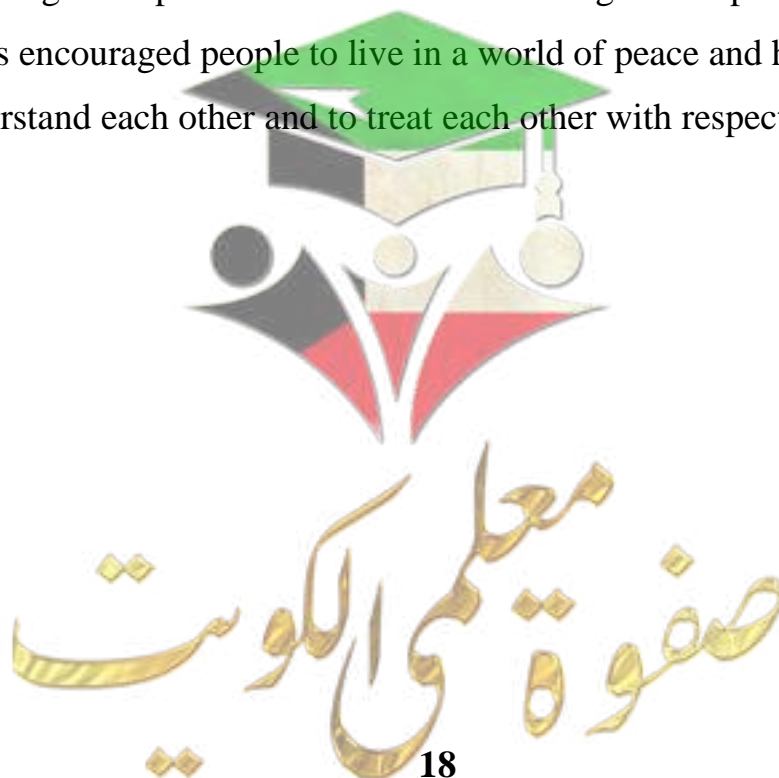 s encouraged people to live in a world of peace and h
rstand each other and to treat each other with respect
صفوة معلمى الكويت
18